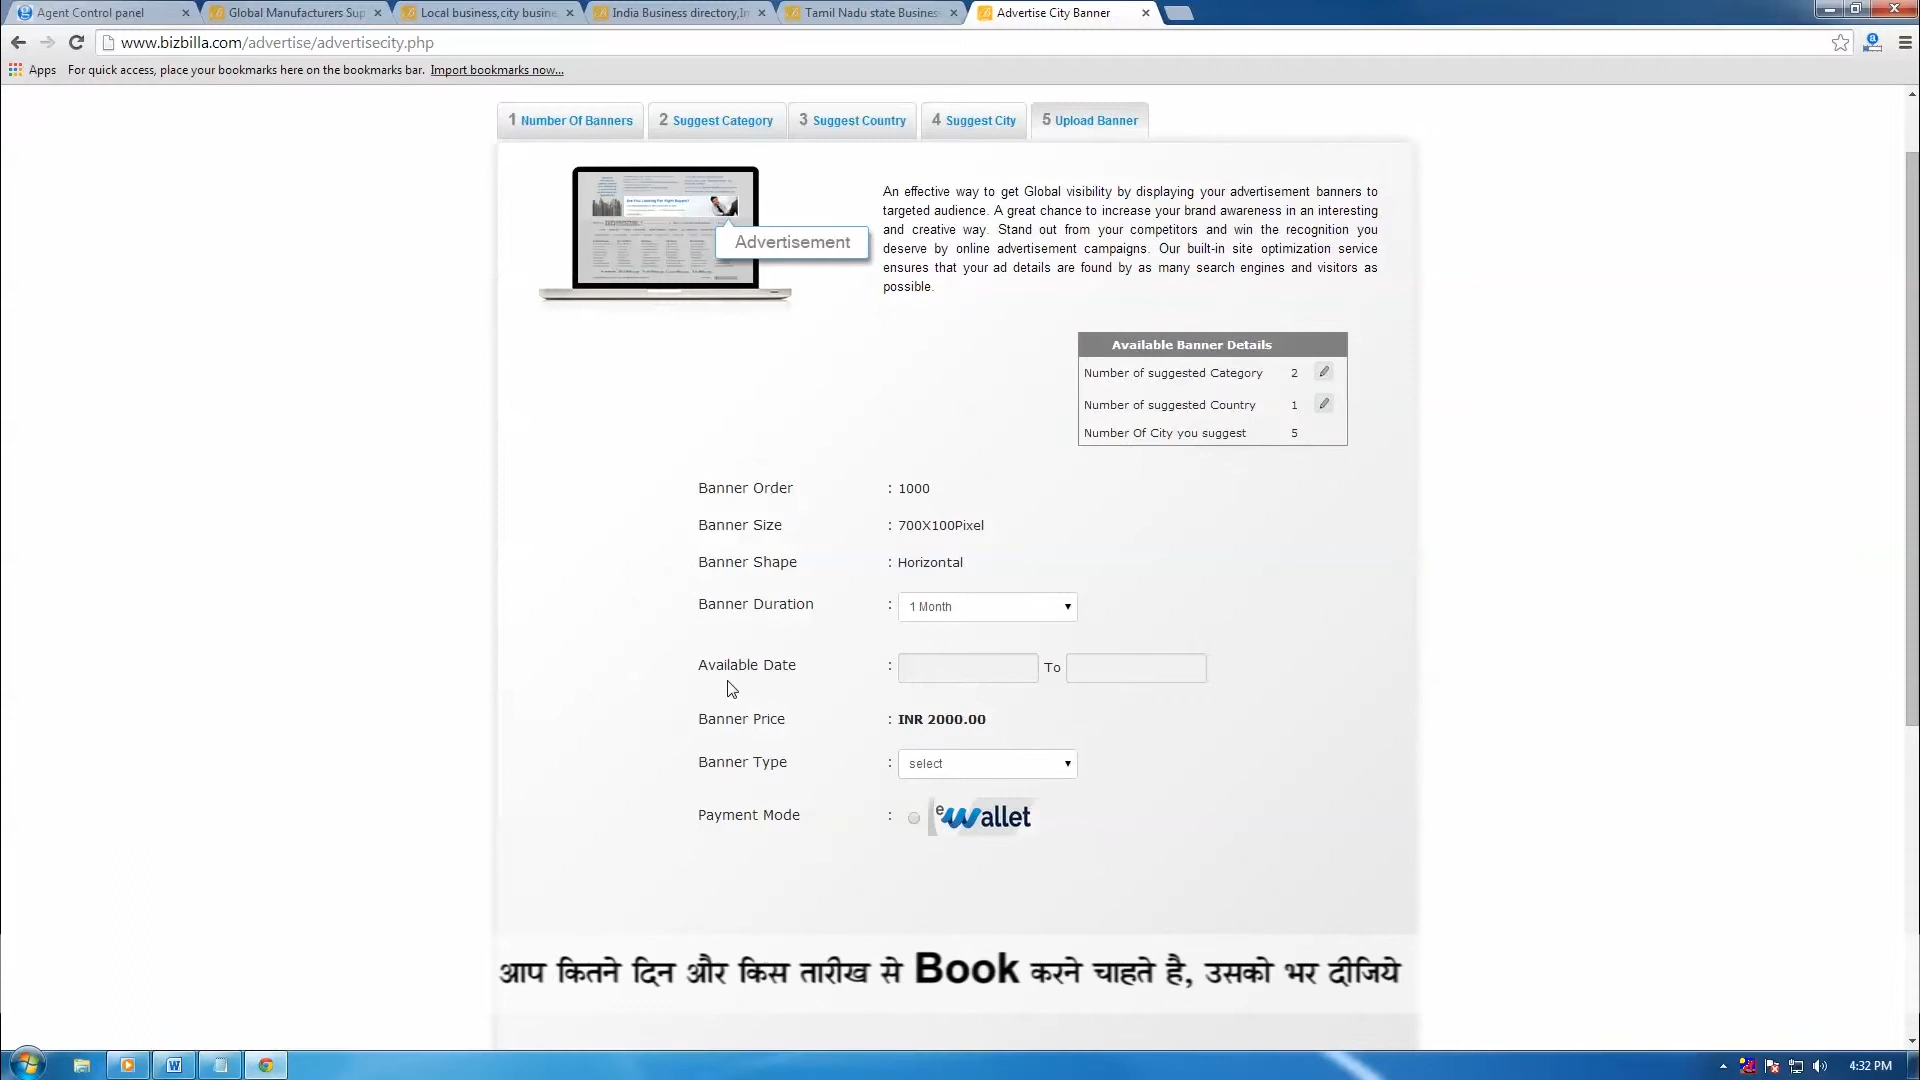 Agent Control panel
Global Manufacturers Sup
Local business,city busine
India Business directory,In
Tamil Nadu state Business
Advertise City Banner
www.bizbilla.com/advertise/advertisecity.php
Apps For quick access, place your bookmarks here on the bookmarks bar. Import bookmarks now...
1 Number Of Banners
2 Suggest Category
3 Suggest Country
4 Suggest City
5 Upload Banner
Advertisement
An effective way to get Global visibility by displaying your advertisement banners to
targeted audience. A great chance to increase your brand awareness in an interesting
and creative way. Stand out from your competitors and win the recognition you
deserve by online advertisement campaigns. Our built-in site optimization service
ensures that your ad details are found by as many search engines and visitors as
possible.
Available Banner Details
Number of suggested Category 2
Number of suggested Country 1
Number Of City you suggest 5
Banner Order : 1000
Banner Size : 700X100Pixel
Banner Shape : Horizontal
Banner Duration : 1 Month
Available Date : To
Banner Price : INR 2000.00
Banner Type : select
Payment Mode : eWallet
आप कितने दिन और किस तारीख से Book करने चाहते है, उसको भर दीजिये
4:32 PM